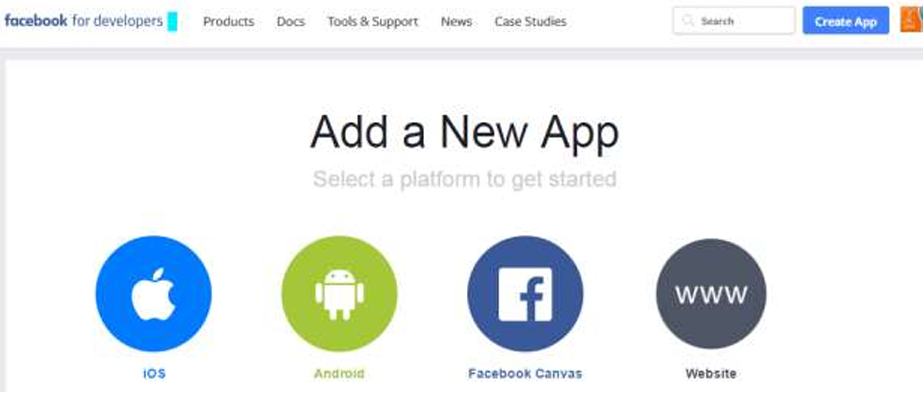 facebook for developers Products Docs Tools & Support News Case Studies Search Create App
Add a New App
Select a platform to get started
www
iOS Android Facebook Canvas Website